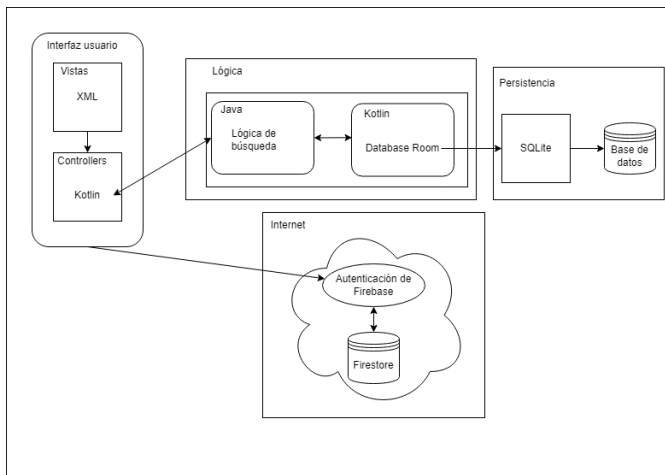 Interfaz usuario
Vistas
XML
Controllers
Kotlin
Lógica
Java
Lógica de
búsqueda
Kotlin
Database Room
Persistencia
SQLite
Base de
datos
Internet
Autenticación de
Firebase
Firestore